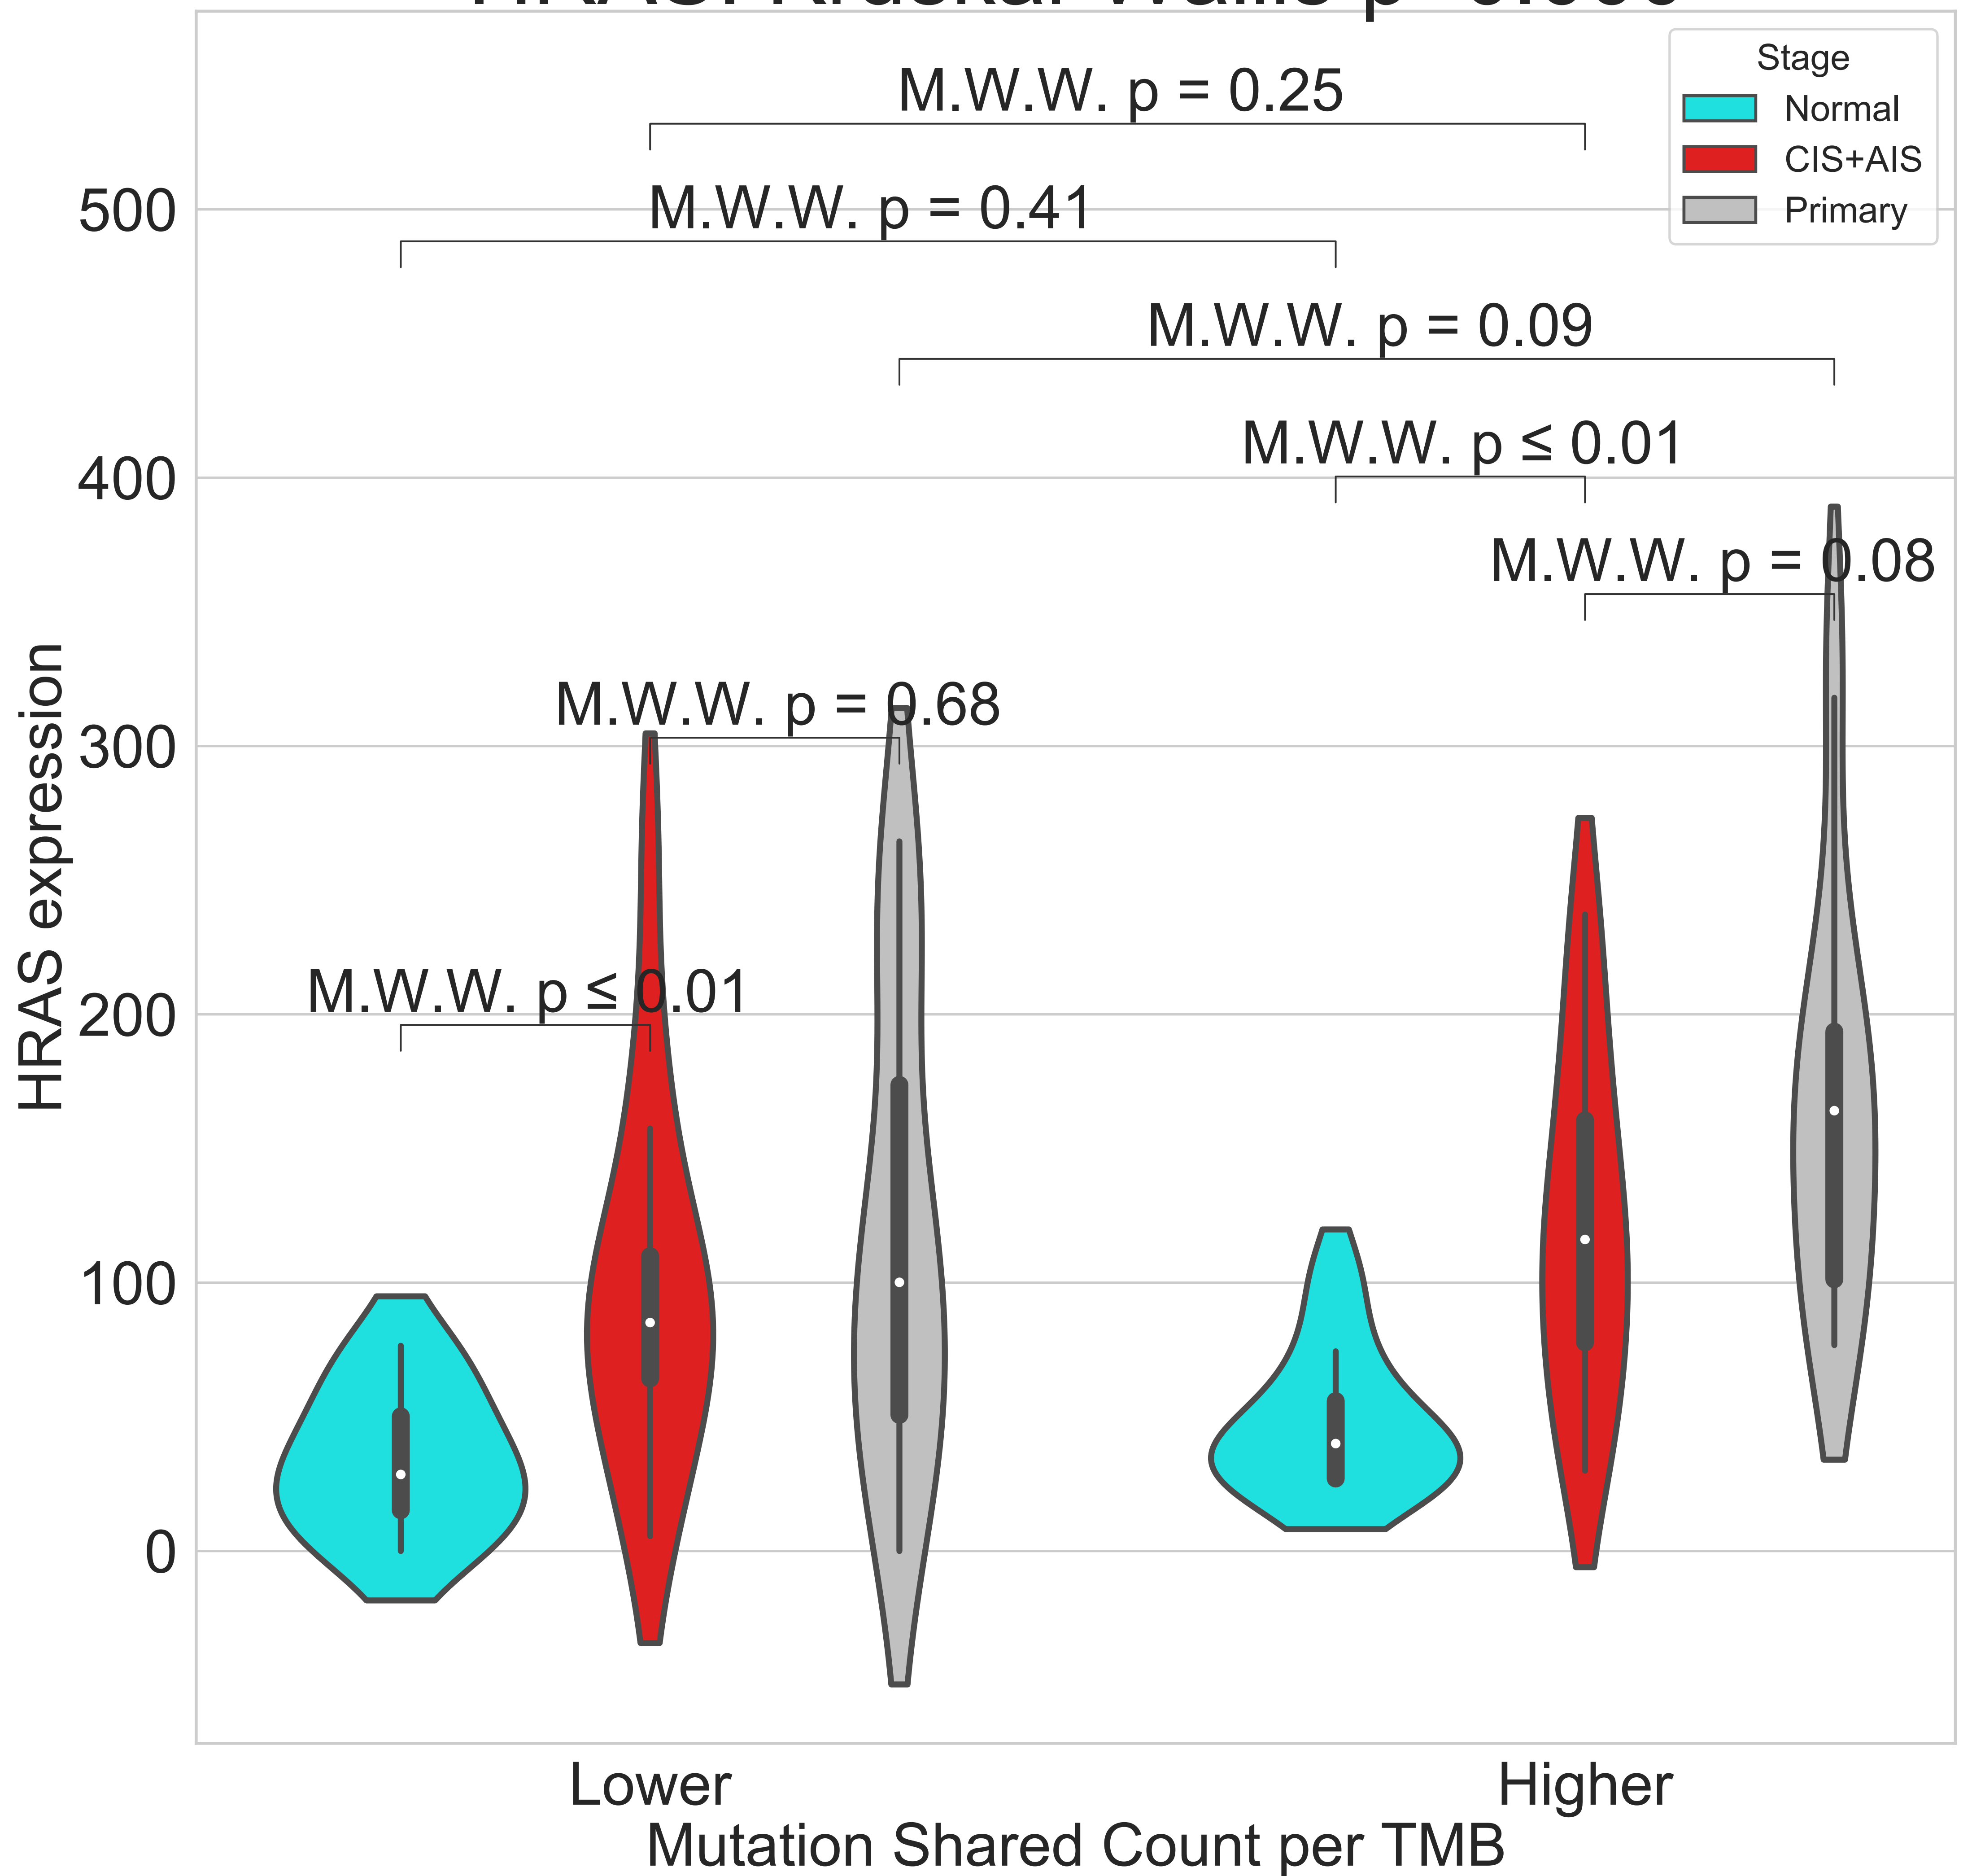 Stage
Normal
CIS+AIS
Primary
M.W.W. p = 0.25
M.W.W. p = 0.41
M.W.W. p = 0.09
M.W.W. p ≤ 0.01
M.W.W. p = 0.08
M.W.W. p = 0.68
M.W.W. p ≤ 0.01
500
400
300
200
100
0
HRAS expression
Lower
Higher
Mutation Shared Count per TMB